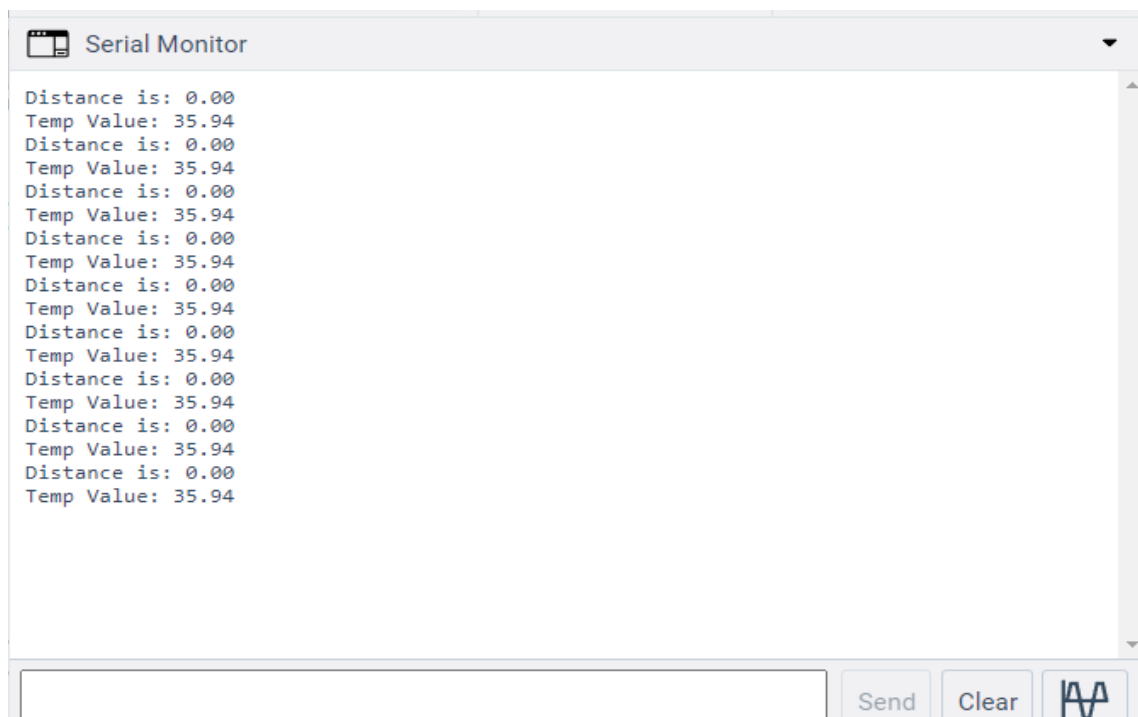 Serial Monitor
Distance is: 0.00
Temp Value: 35.94
Distance is: 0.00
Temp Value: 35.94
Distance is: 0.00
Temp Value: 35.94
Distance is: 0.00
Temp Value: 35.94
Distance is: 0.00
Temp Value: 35.94
Distance is: 0.00
Temp Value: 35.94
Distance is: 0.00
Temp Value: 35.94
Distance is: 0.00
Temp Value: 35.94
Distance is: 0.00
Temp Value: 35.94
Send Clear